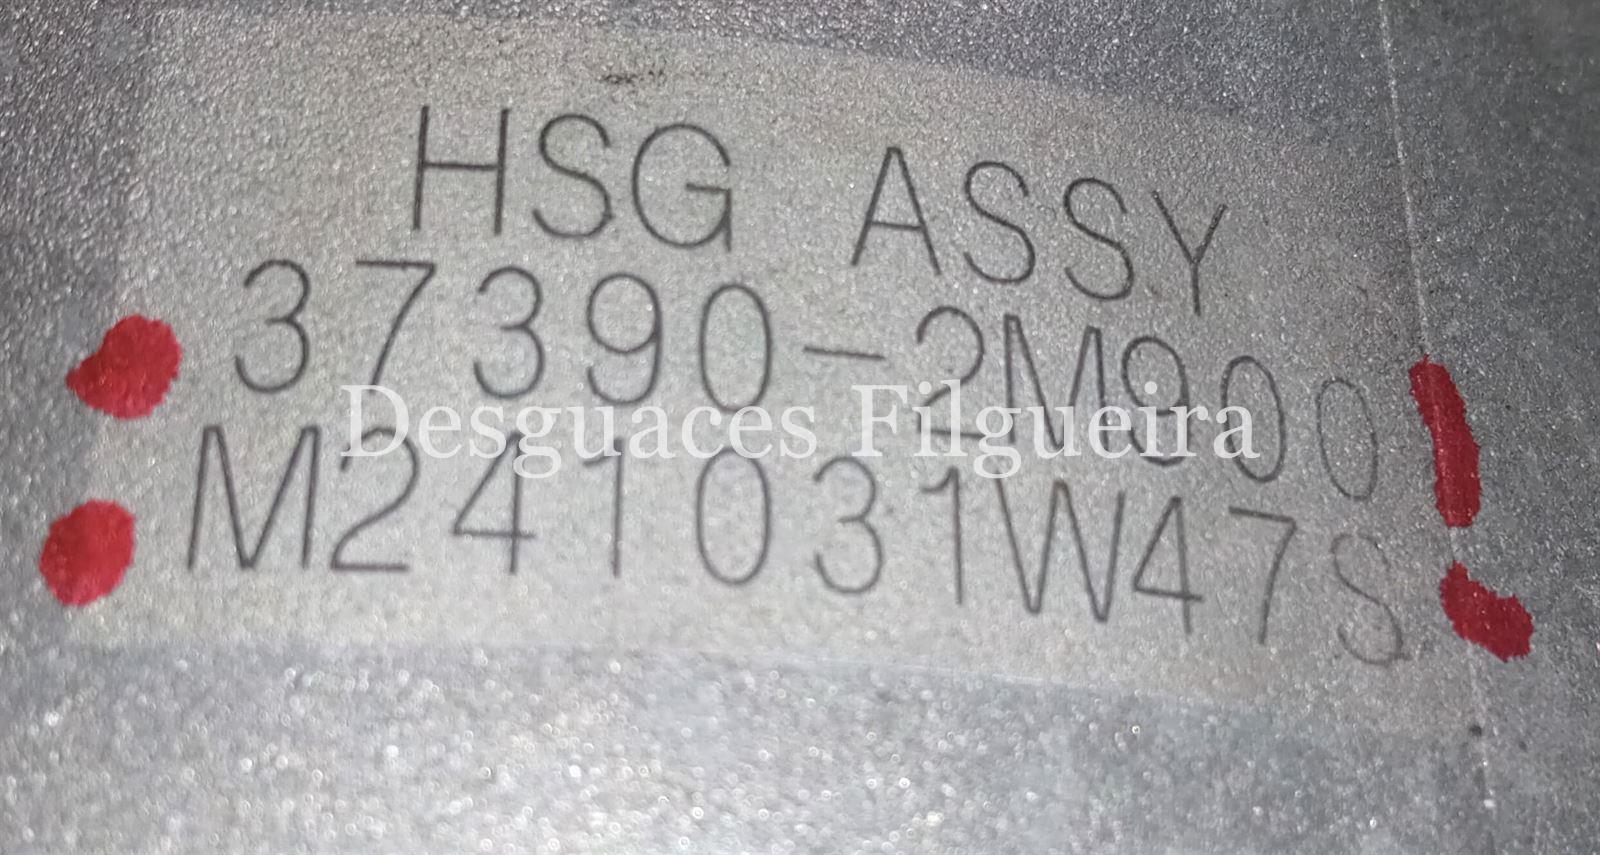 HSG ASSY
37390-2M900
Desguaces Filgueira
M241031W47S